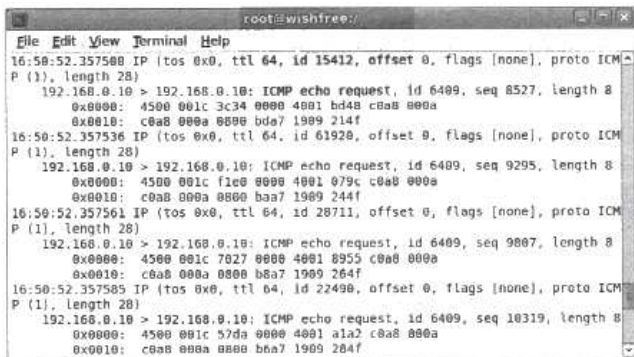 root@wishfree:/
File Edit View Terminal Help
16:50:52.357508 IP (tos 0x0, ttl 64, id 15412, offset 0, flags [none], proto ICM
P (1), length 28)
192.168.0.10 > 192.168.0.10: ICMP echo request, id 6409, seq 8527, length 8
0x0000: 4500 001c 3c34 0000 4001 bd48 c0a8 000a
0x0010: c0a8 000a 0800 bda7 1909 214f
16:50:52.357536 IP (tos 0x0, ttl 64, id 61920, offset 0, flags [none], proto ICM
P (1), length 28)
192.168.0.10 > 192.168.0.10: ICMP echo request, id 6409, seq 9295, length 8
0x0000: 4500 001c f1e0 0000 4001 079c c0a8 000a
0x0010: c0a8 000a 0800 baa7 1909 244f
16:50:52.357561 IP (tos 0x0, ttl 64, id 28711, offset 0, flags [none], proto ICM
P (1), length 28)
192.168.0.10 > 192.168.0.10: ICMP echo request, id 6409, seq 9807, length 8
0x0000: 4500 001c 7027 0000 4001 8955 c0a8 000a
0x0010: c0a8 000a 0800 b8a7 1909 264f
16:50:52.357585 IP (tos 0x0, ttl 64, id 22490, offset 0, flags [none], proto ICM
P (1), length 28)
192.168.0.10 > 192.168.0.10: ICMP echo request, id 6409, seq 10319, length 8
0x0000: 4500 001c 57da 0000 4001 a1a2 c0a8 000a
0x0010: c0a8 000a 0800 b6a7 1909 284f